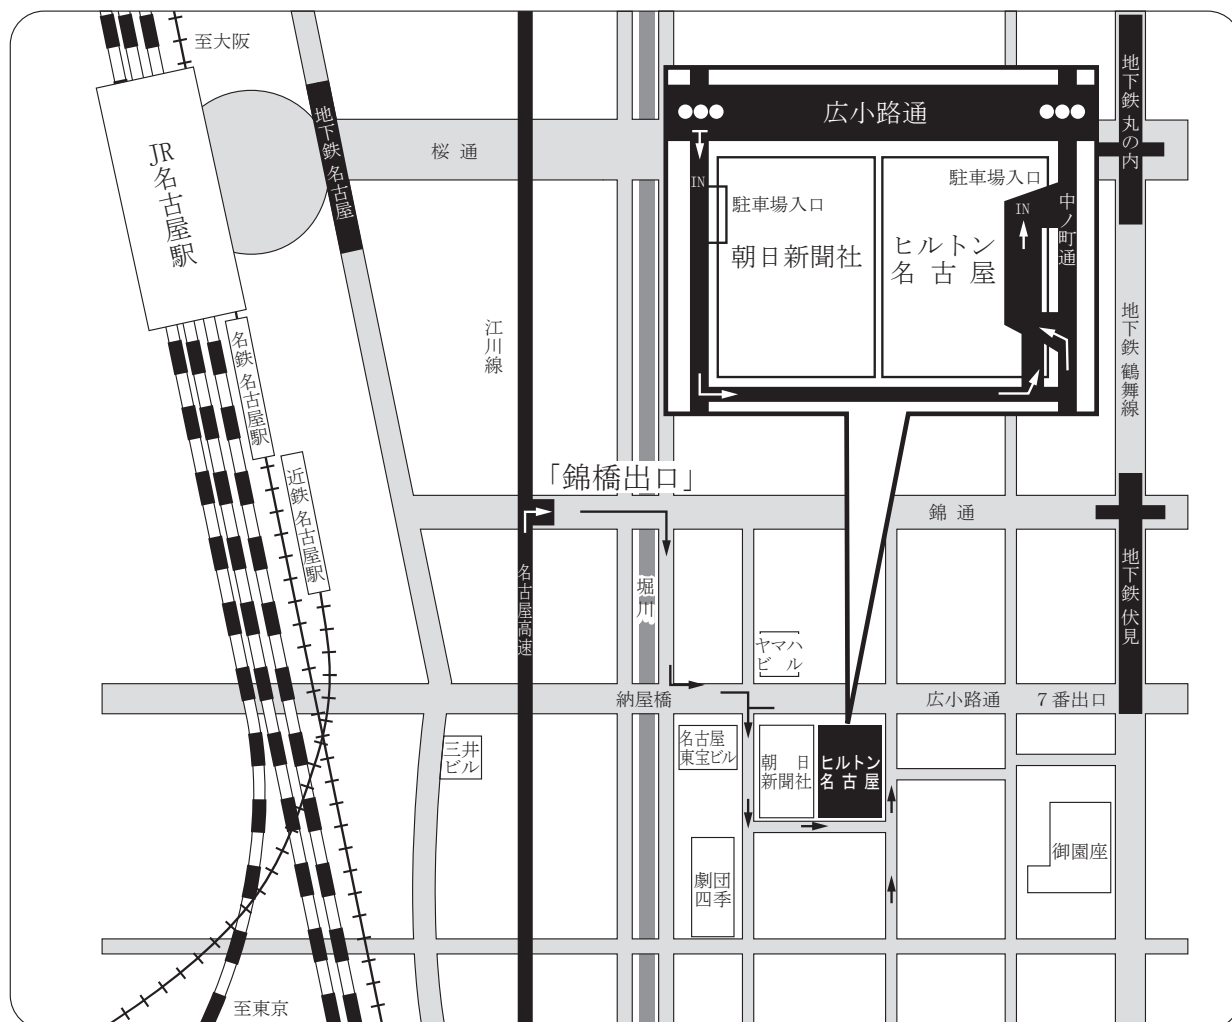 至大阪
JR名古屋駅
地下鉄 名古屋
桜 通
江川線
名鉄 名古屋駅
近鉄 名古屋駅
広小路通
IN
駐車場入口
朝日新聞社
駐車場入口
IN
ヒルトン
名 古 屋
中ノ町通
地下鉄 丸の内
地下鉄 鶴舞線
「錦橋出口」
錦 通
名古屋高速
堀川
ヤマハ
ビ ル
地下鉄 伏見
納屋橋
広小路通
7番出口
三井
ビル
名古屋
東宝ビル
朝 日
新聞社
ヒルトン
名 古 屋
劇団
四季
御園座
至東京